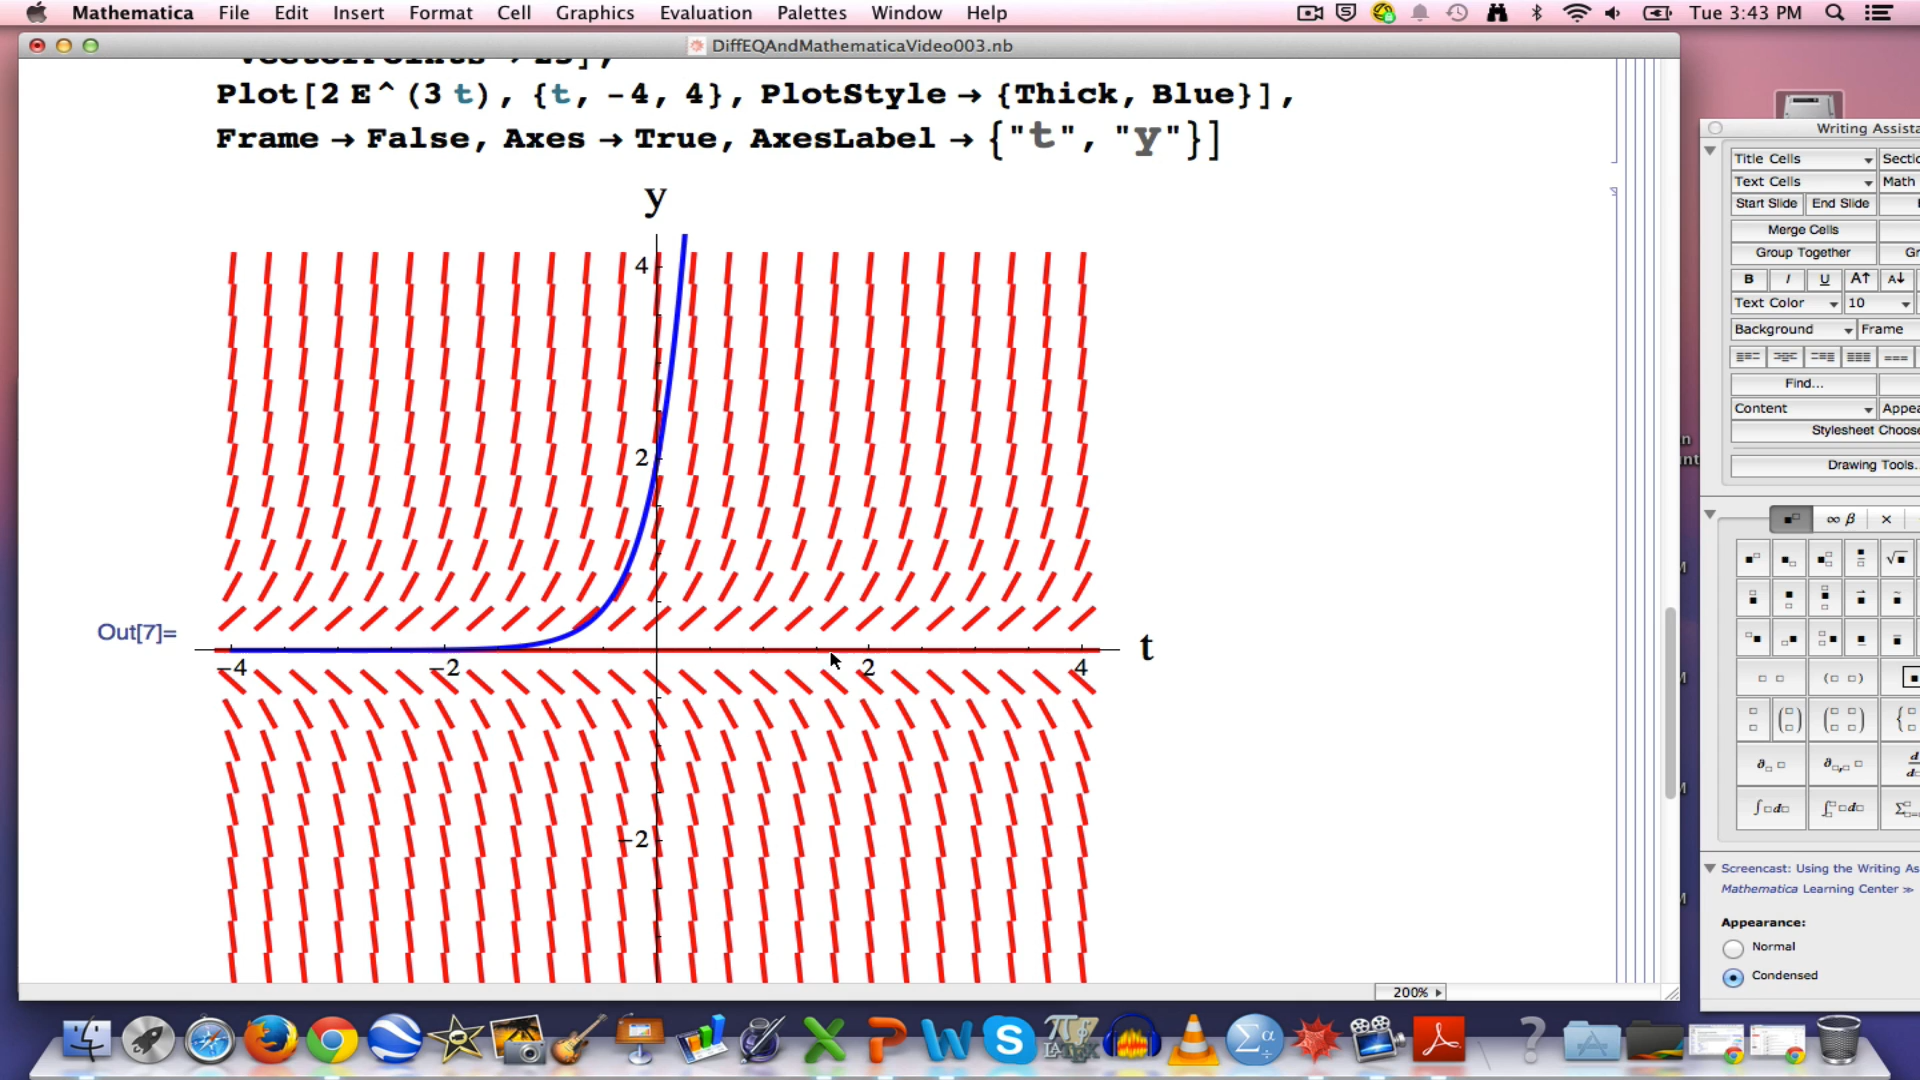 Mathematica File Edit Insert Format Cell Graphics Evaluation Palettes Window Help Tue 3:43 PM
DiffEQAndMathematicaVideo003.nb
Plot[2 E^(3 t), {t, -4, 4}, PlotStyle → {Thick, Blue}],
Frame → False, Axes → True, AxesLabel → {"t", "y"}]
y
4
2
Out[7]=
-4 -2 2 4 t
-2
200%
Writing Assista
Title Cells Sectio
Text Cells Math
Start Slide End Slide
Merge Cells
Group Together Gr
B I U A↑ A↓
Text Color 10
Background Frame
Find...
Content Appea
Stylesheet Choose
Drawing Tools..
∞ β ×
Screencast: Using the Writing As
Mathematica Learning Center »
Appearance:
Normal
Condensed